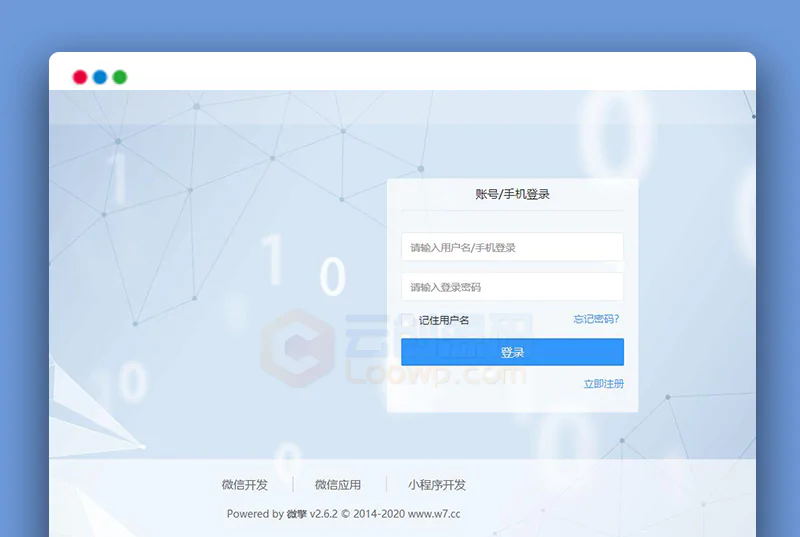 账号/手机登录
请输入用户名/手机登录
请输入登录密码
记住用户名 忘记密码?
登录
Loowp.com
立即注册
微信开发 微信应用 小程序开发
Powered by 微擎 v2.6.2 © 2014-2020 www.w7.cc